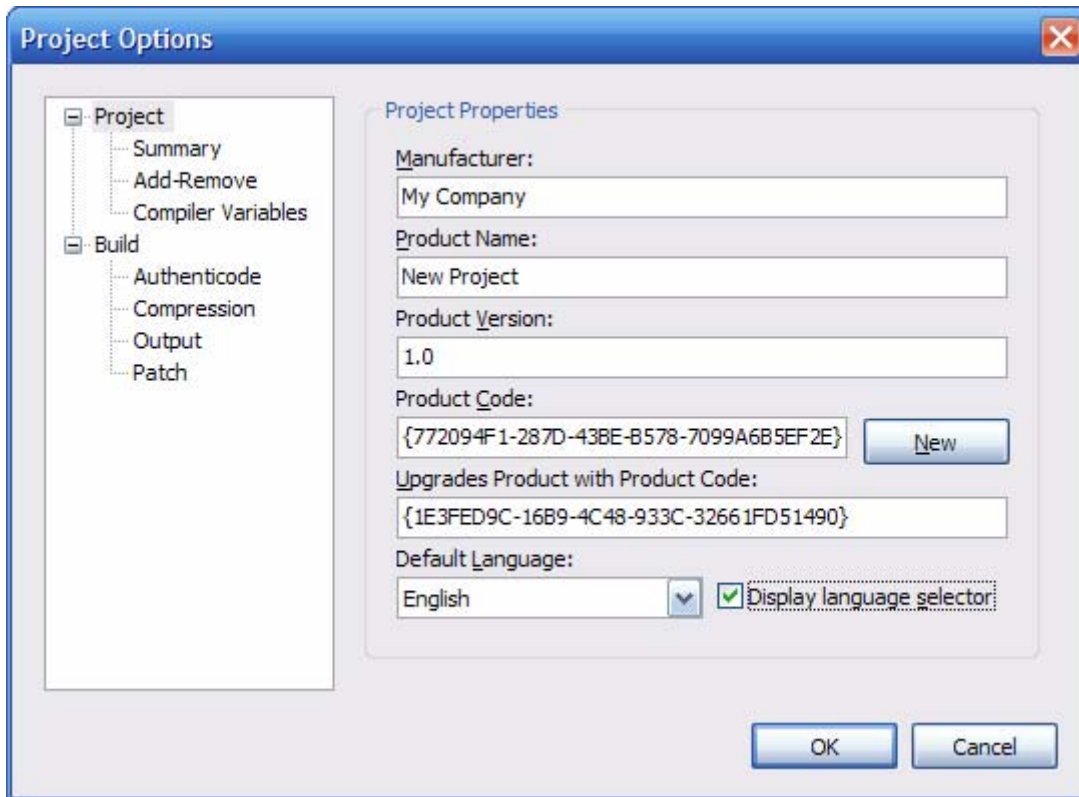 Project Options
Project
Summary
Add-Remove
Compiler Variables
Build
Authenticode
Compression
Output
Patch
Project Properties
Manufacturer:
My Company
Product Name:
New Project
Product Version:
1.0
Product Code:
{772094F1-287D-43BE-B578-7099A6B5EF2E}
New
Upgrades Product with Product Code:
{1E3FED9C-16B9-4C48-933C-32661FD51490}
Default Language:
English
Display language selector
OK
Cancel